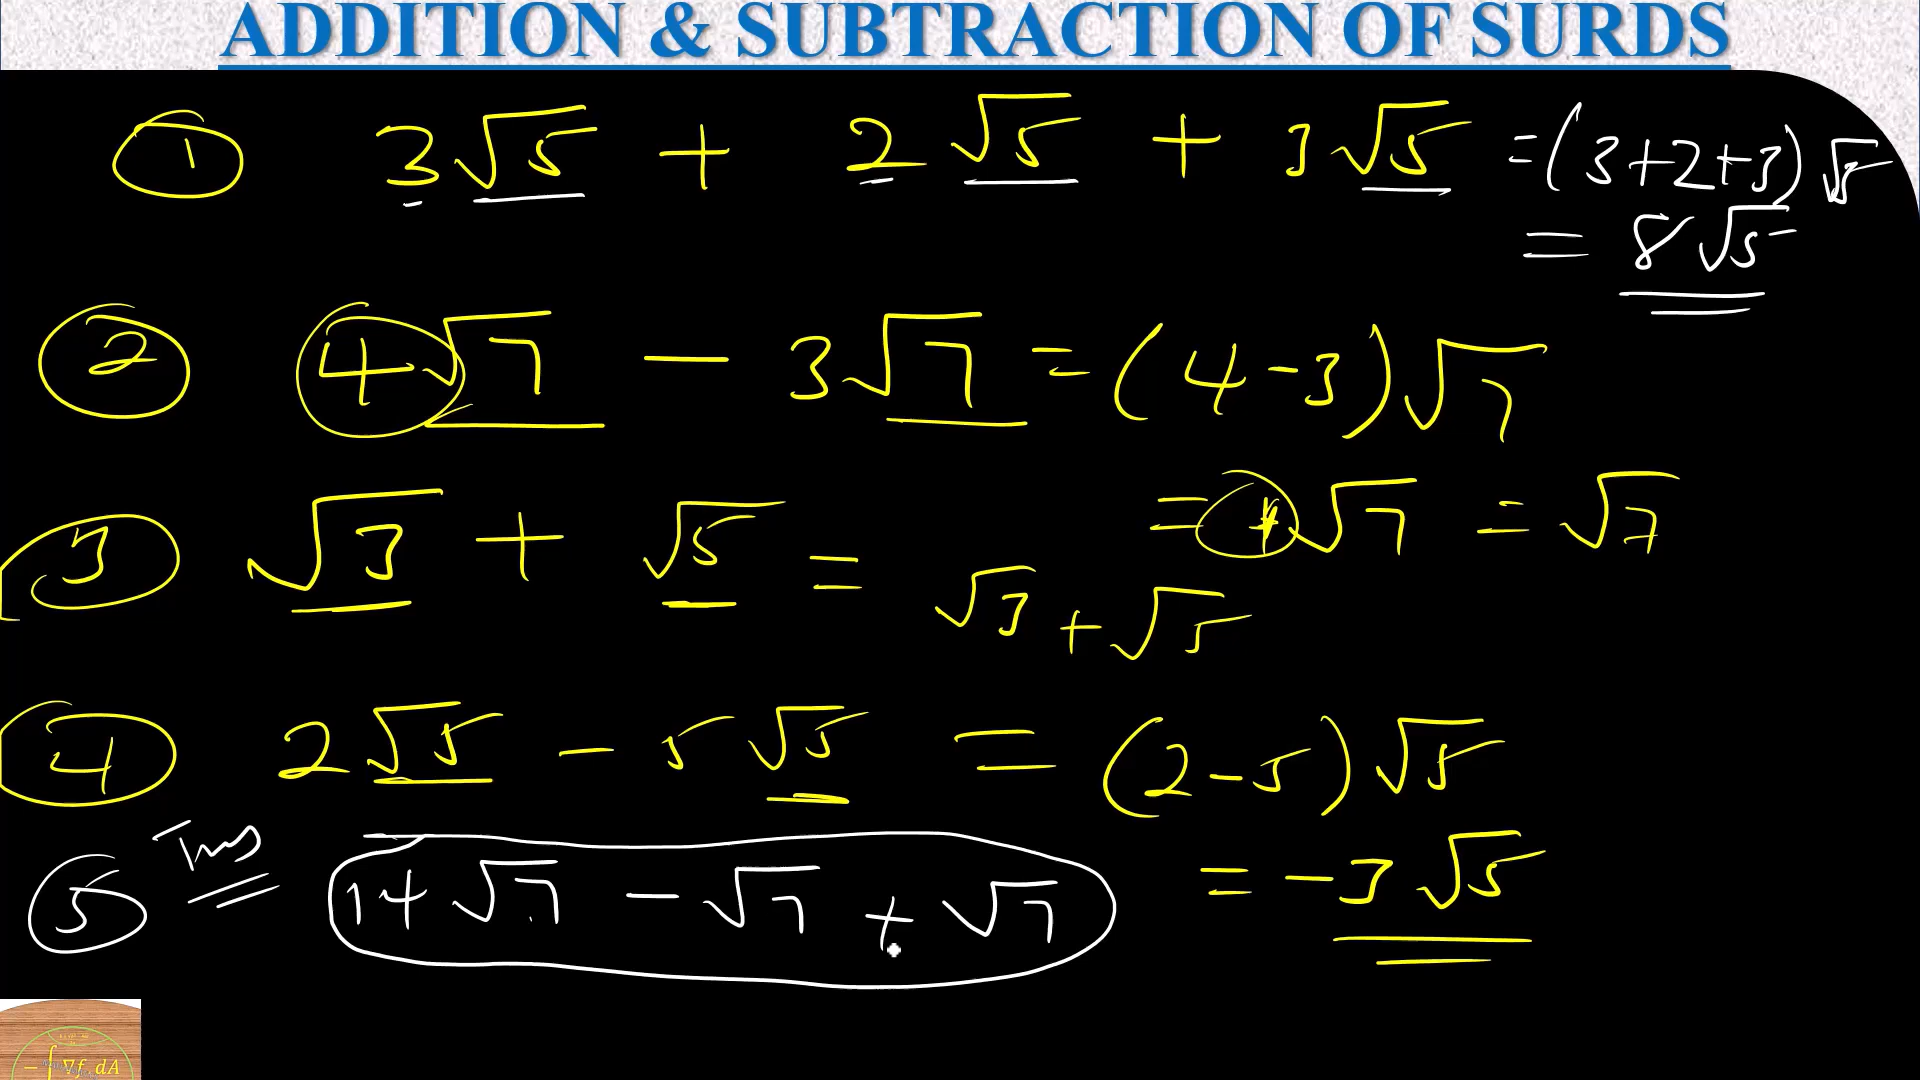 ADDITION & SUBTRACTION OF SURDS
① 3√5 + 2√5 + 3√5 = (3+2+3)√5
= 8√5
② 4√7 − 3√7 = (4−3)√7
= 1√7 = √7
③ √3 + √5 = √3 + √5
④ 2√5 − 5√5 = (2−5)√5
= −3√5
⑤ 14√7 − √7 + √7
−∫∇f dA